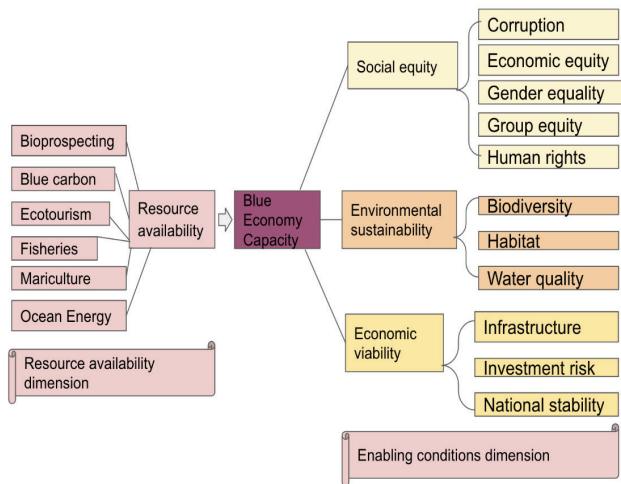 Bioprospecting
Blue carbon
Ecotourism
Fisheries
Mariculture
Ocean Energy
Resource
availability
Resource availability
dimension
Blue
Economy
Capacity
Social equity
Corruption
Economic equity
Gender equality
Group equity
Human rights
Environmental
sustainability
Biodiversity
Habitat
Water quality
Economic
viability
Infrastructure
Investment risk
National stability
Enabling conditions dimension